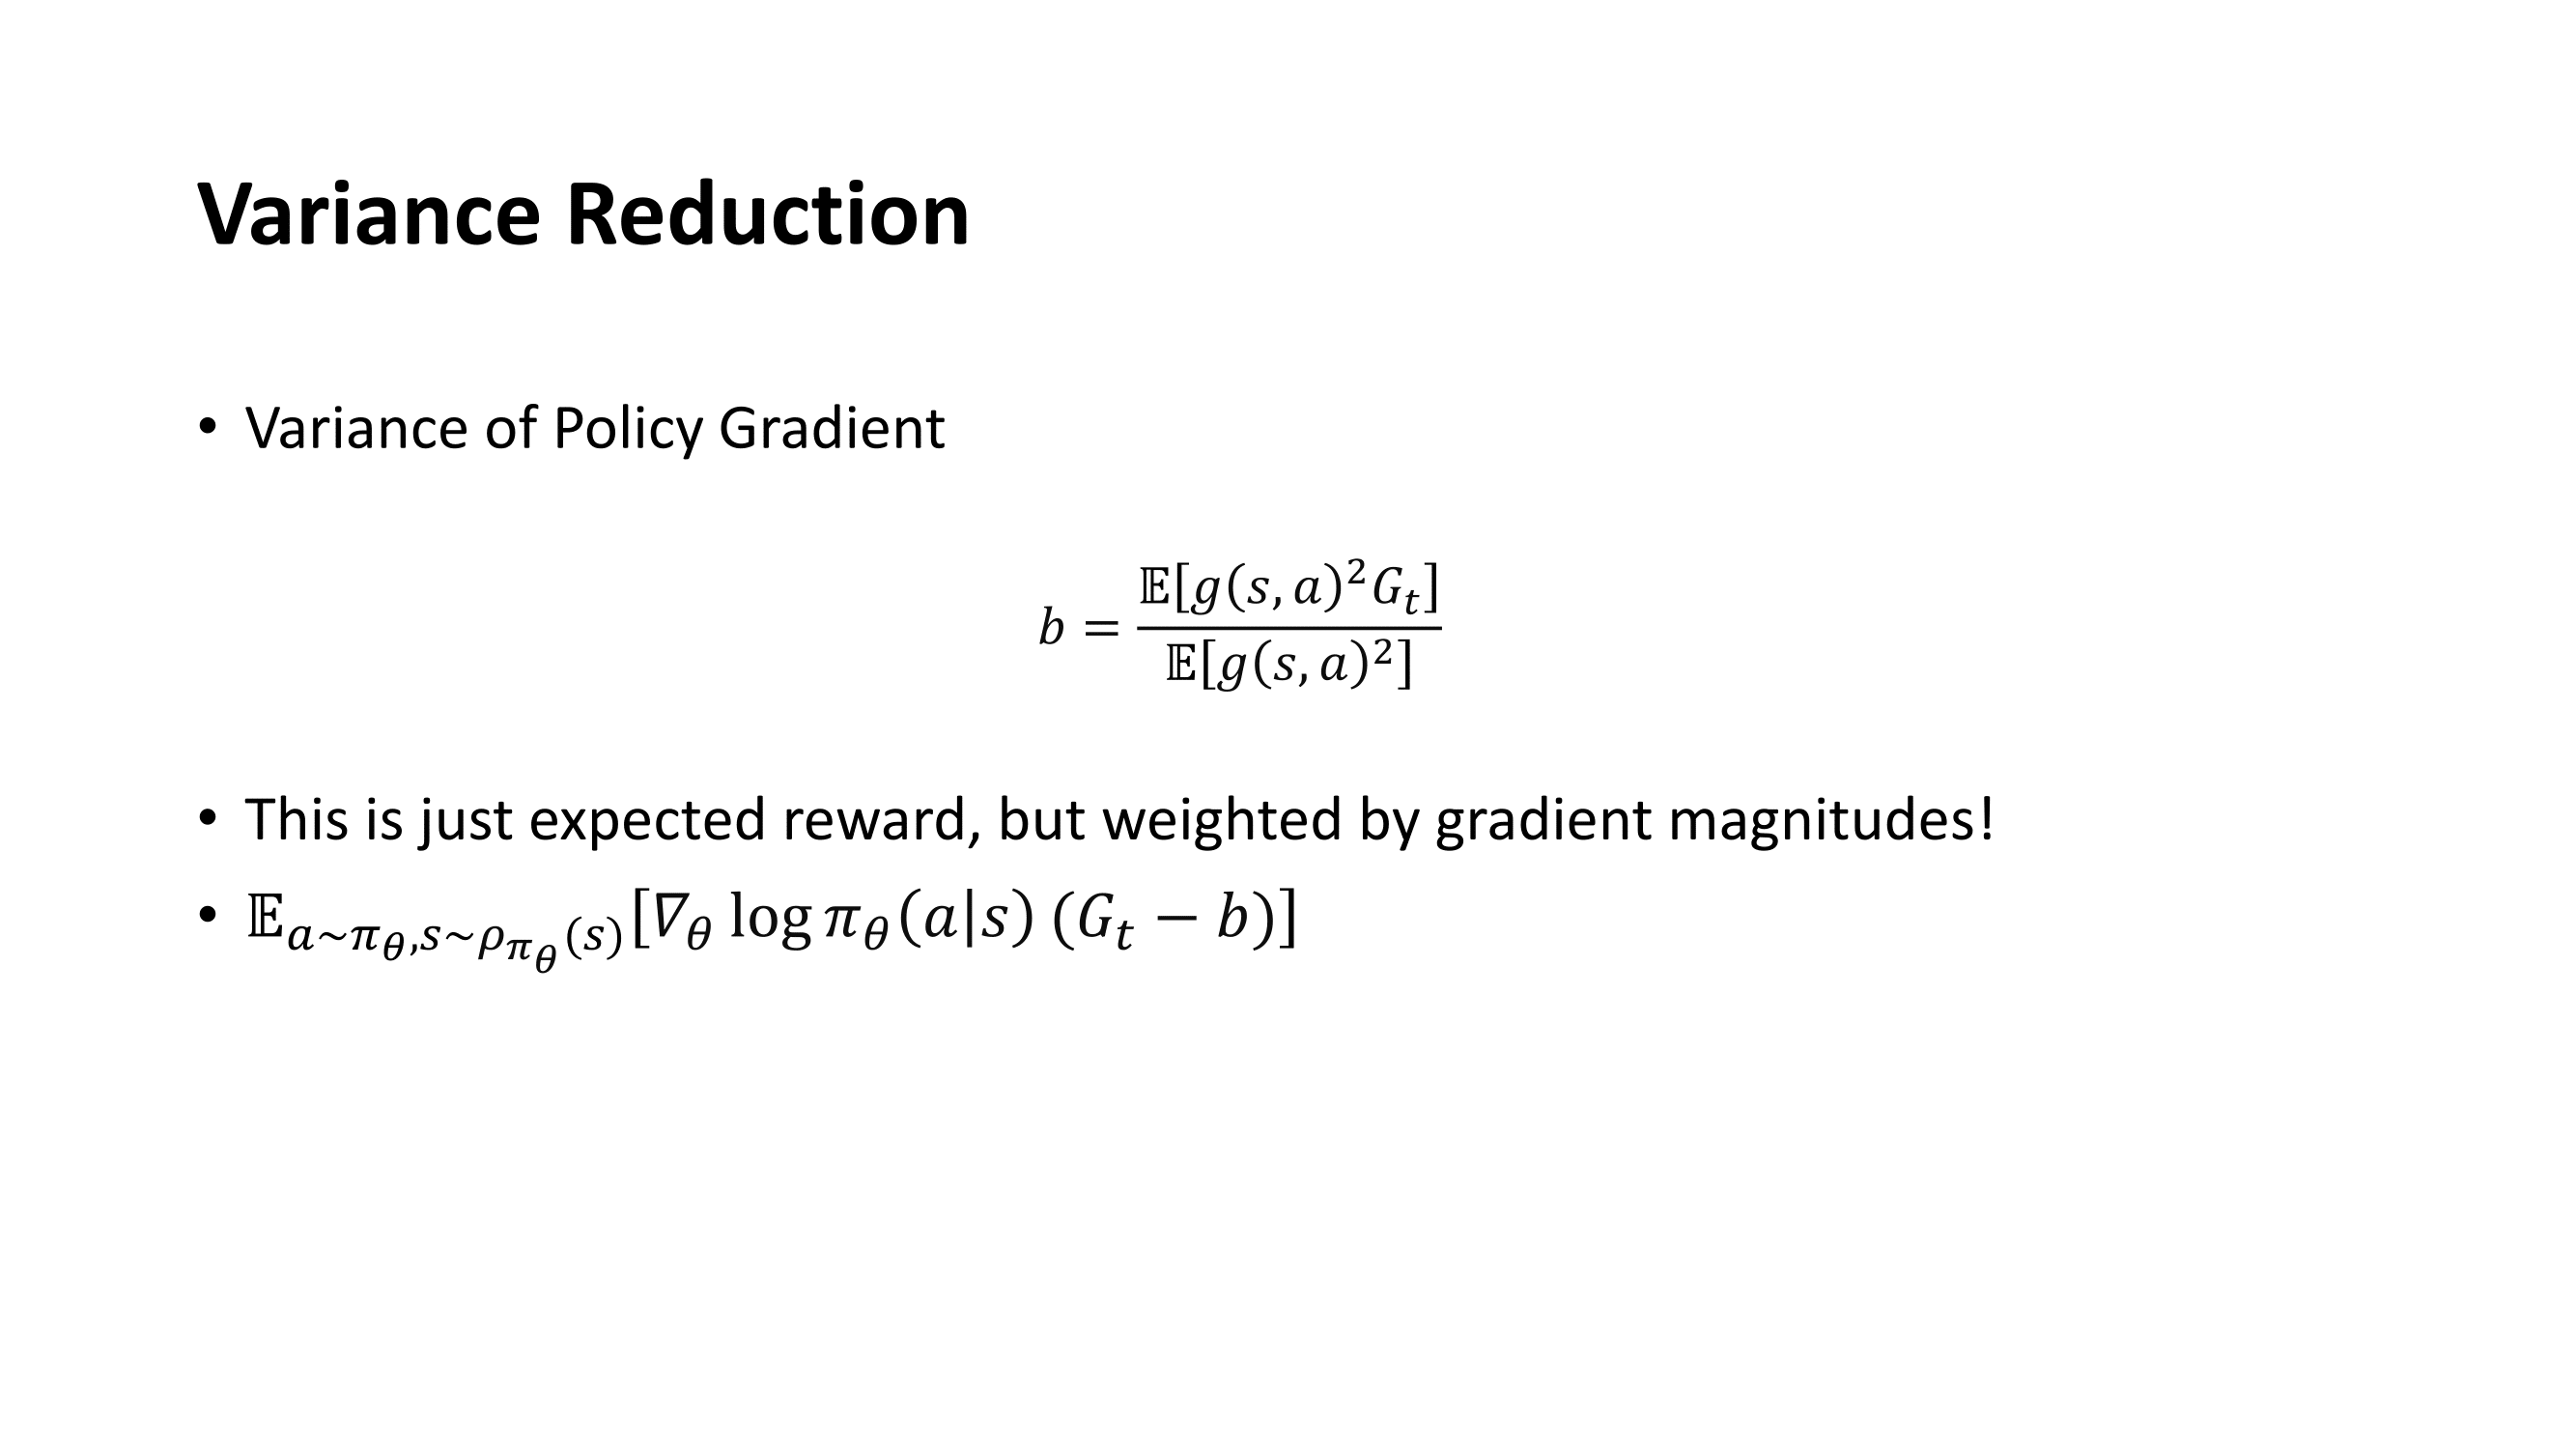 Variance Reduction
• Variance of Policy Gradient
$b = \frac{\mathbb{E}[g(s,a)^2 G_t]}{\mathbb{E}[g(s,a)^2]}$
• This is just expected reward, but weighted by gradient magnitudes!
• $\mathbb{E}_{a \sim \pi_\theta, s \sim \rho_{\pi_\theta}(s)} [\nabla_\theta \log \pi_\theta (a|s) (G_t - b)]$